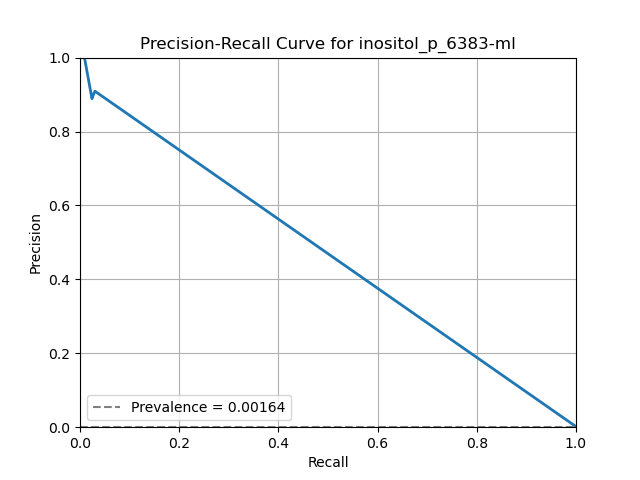 Precision-Recall Curve for inositol_p_6383-ml
1.0
0.8
0.6
0.4
0.2
0.0
Precision
Prevalence = 0.00164
0.0 0.2 0.4 0.6 0.8 1.0
Recall